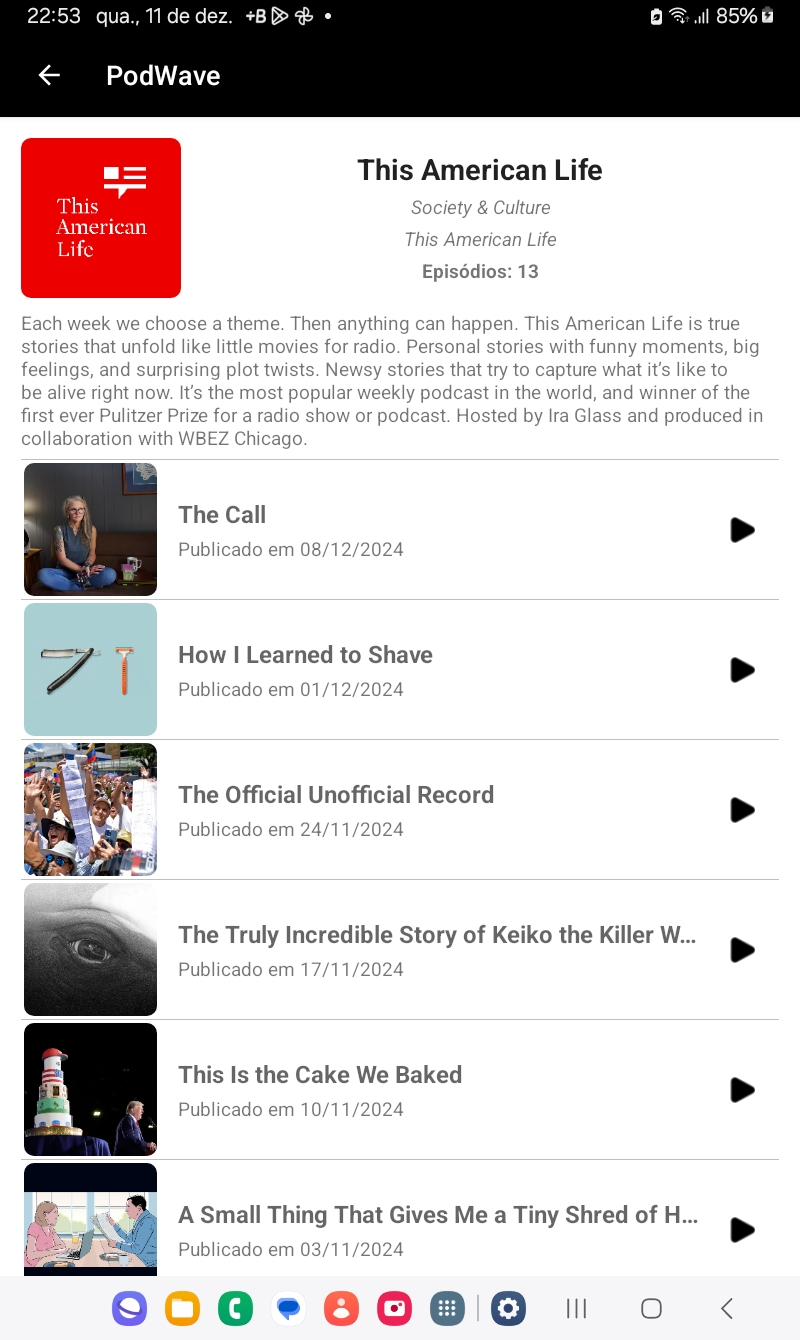 22:53 qua., 11 de dez. +B 85%
PodWave
This
American
Life
This American Life
Society & Culture
This American Life
Episódios: 13
Each week we choose a theme. Then anything can happen. This American Life is true
stories that unfold like little movies for radio. Personal stories with funny moments, big
feelings, and surprising plot twists. Newsy stories that try to capture what it’s like to
be alive right now. It’s the most popular weekly podcast in the world, and winner of the
first ever Pulitzer Prize for a radio show or podcast. Hosted by Ira Glass and produced in
collaboration with WBEZ Chicago.
The Call
Publicado em 08/12/2024
How I Learned to Shave
Publicado em 01/12/2024
The Official Unofficial Record
Publicado em 24/11/2024
The Truly Incredible Story of Keiko the Killer W...
Publicado em 17/11/2024
This Is the Cake We Baked
Publicado em 10/11/2024
A Small Thing That Gives Me a Tiny Shred of H...
Publicado em 03/11/2024